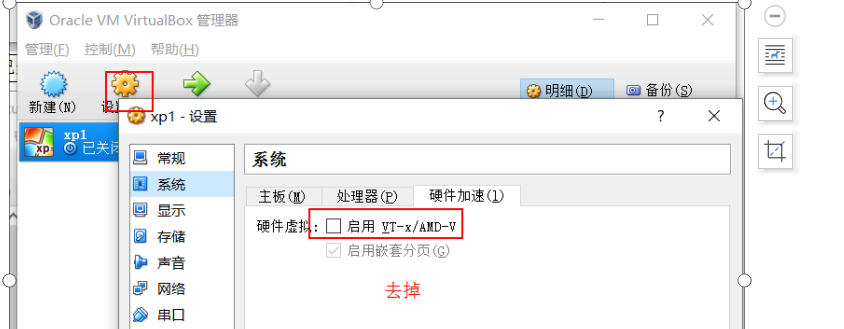 Oracle VM VirtualBox 管理器
管理(F) 控制(M) 帮助(H)
新建(N) 设 明细(D) 备份(S)
xp1 - 设置 ?
xp1
已关闭
xp
常规
系统
显示
存储
声音
网络
串口
系统
主板(M) 处理器(P) 硬件加速(l)
硬件虚拟: 启用 VT-x/AMD-V
启用嵌套分页(G)
去掉